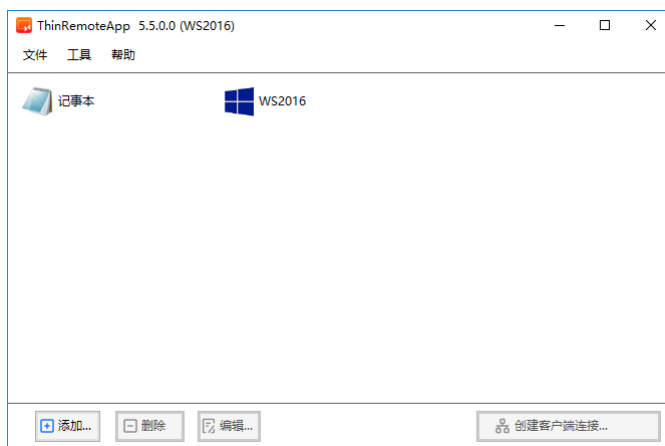 ThinRemoteApp 5.5.0.0 (WS2016)
文件 工具 帮助
记事本 WS2016
添加... 删除 编辑... 创建客户端连接...